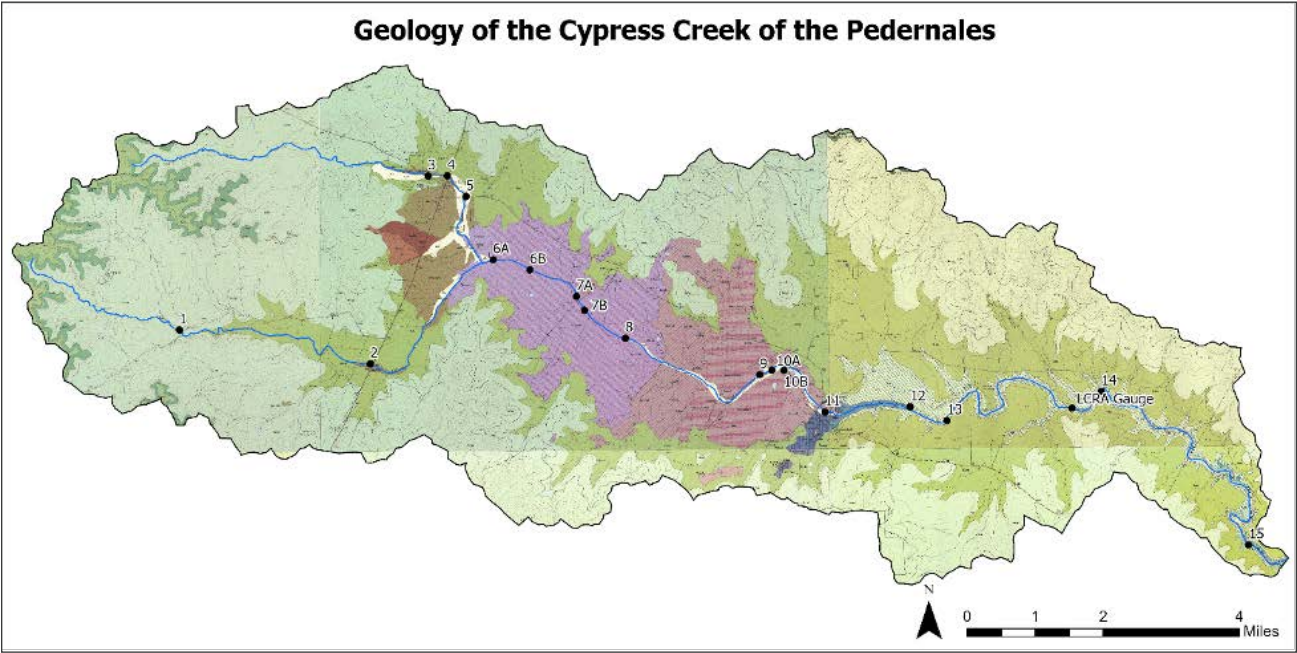 Geology of the Cypress Creek of the Pedernales
3 4
5
6A
6B
7A
7B
1
8
2
9 10A
10B
14
LCRA Gauge
11
12
13
15
N
0 1 2 4
Miles